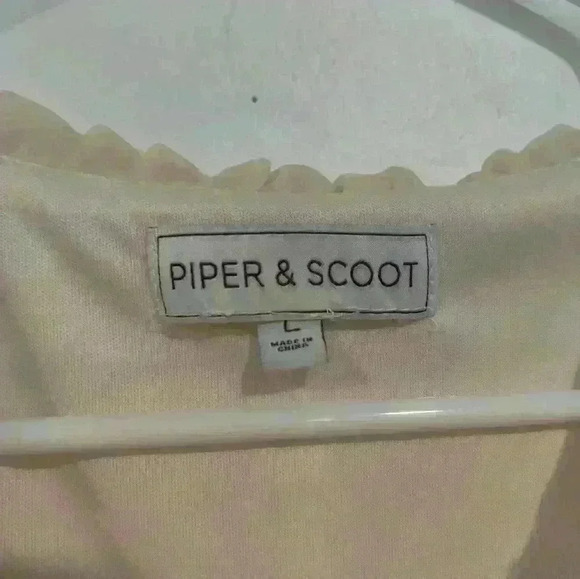 PIPER & SCOOT
L
MADE IN
CHINA